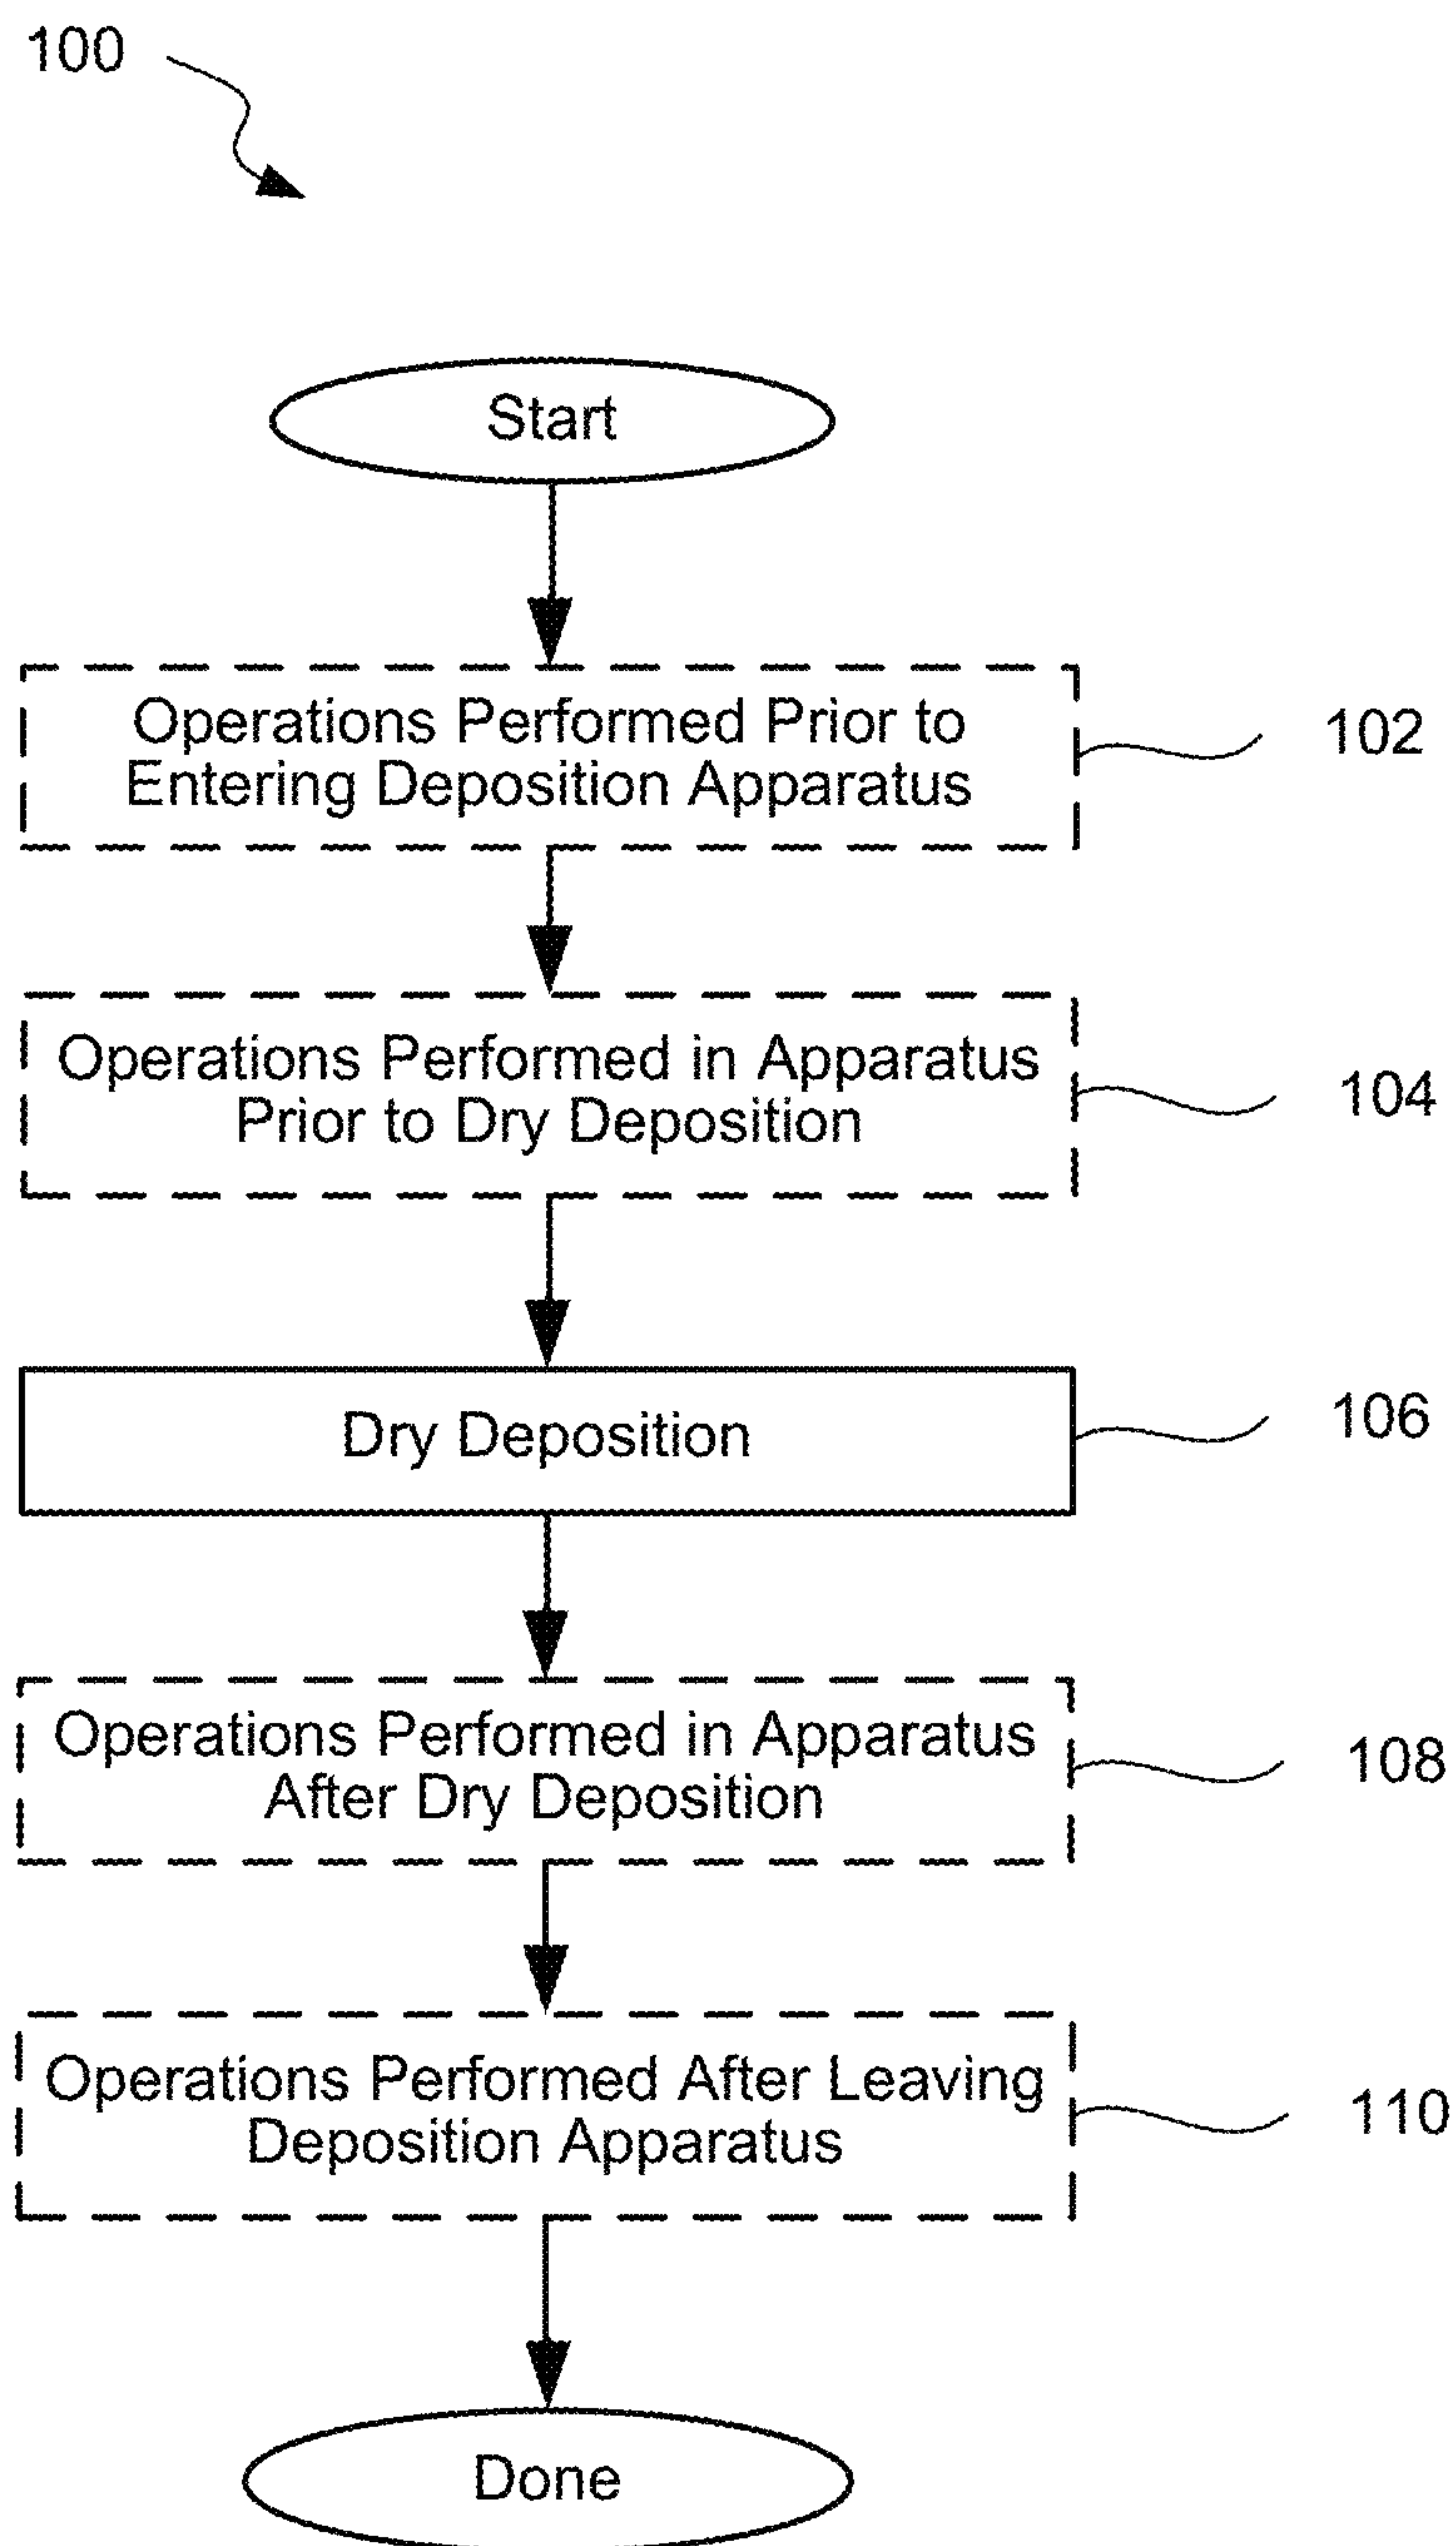 100
Start
Operations Performed Prior to
Entering Deposition Apparatus
102
Operations Performed in Apparatus
Prior to Dry Deposition
104
Dry Deposition
106
Operations Performed in Apparatus
After Dry Deposition
108
Operations Performed After Leaving
Deposition Apparatus
110
Done